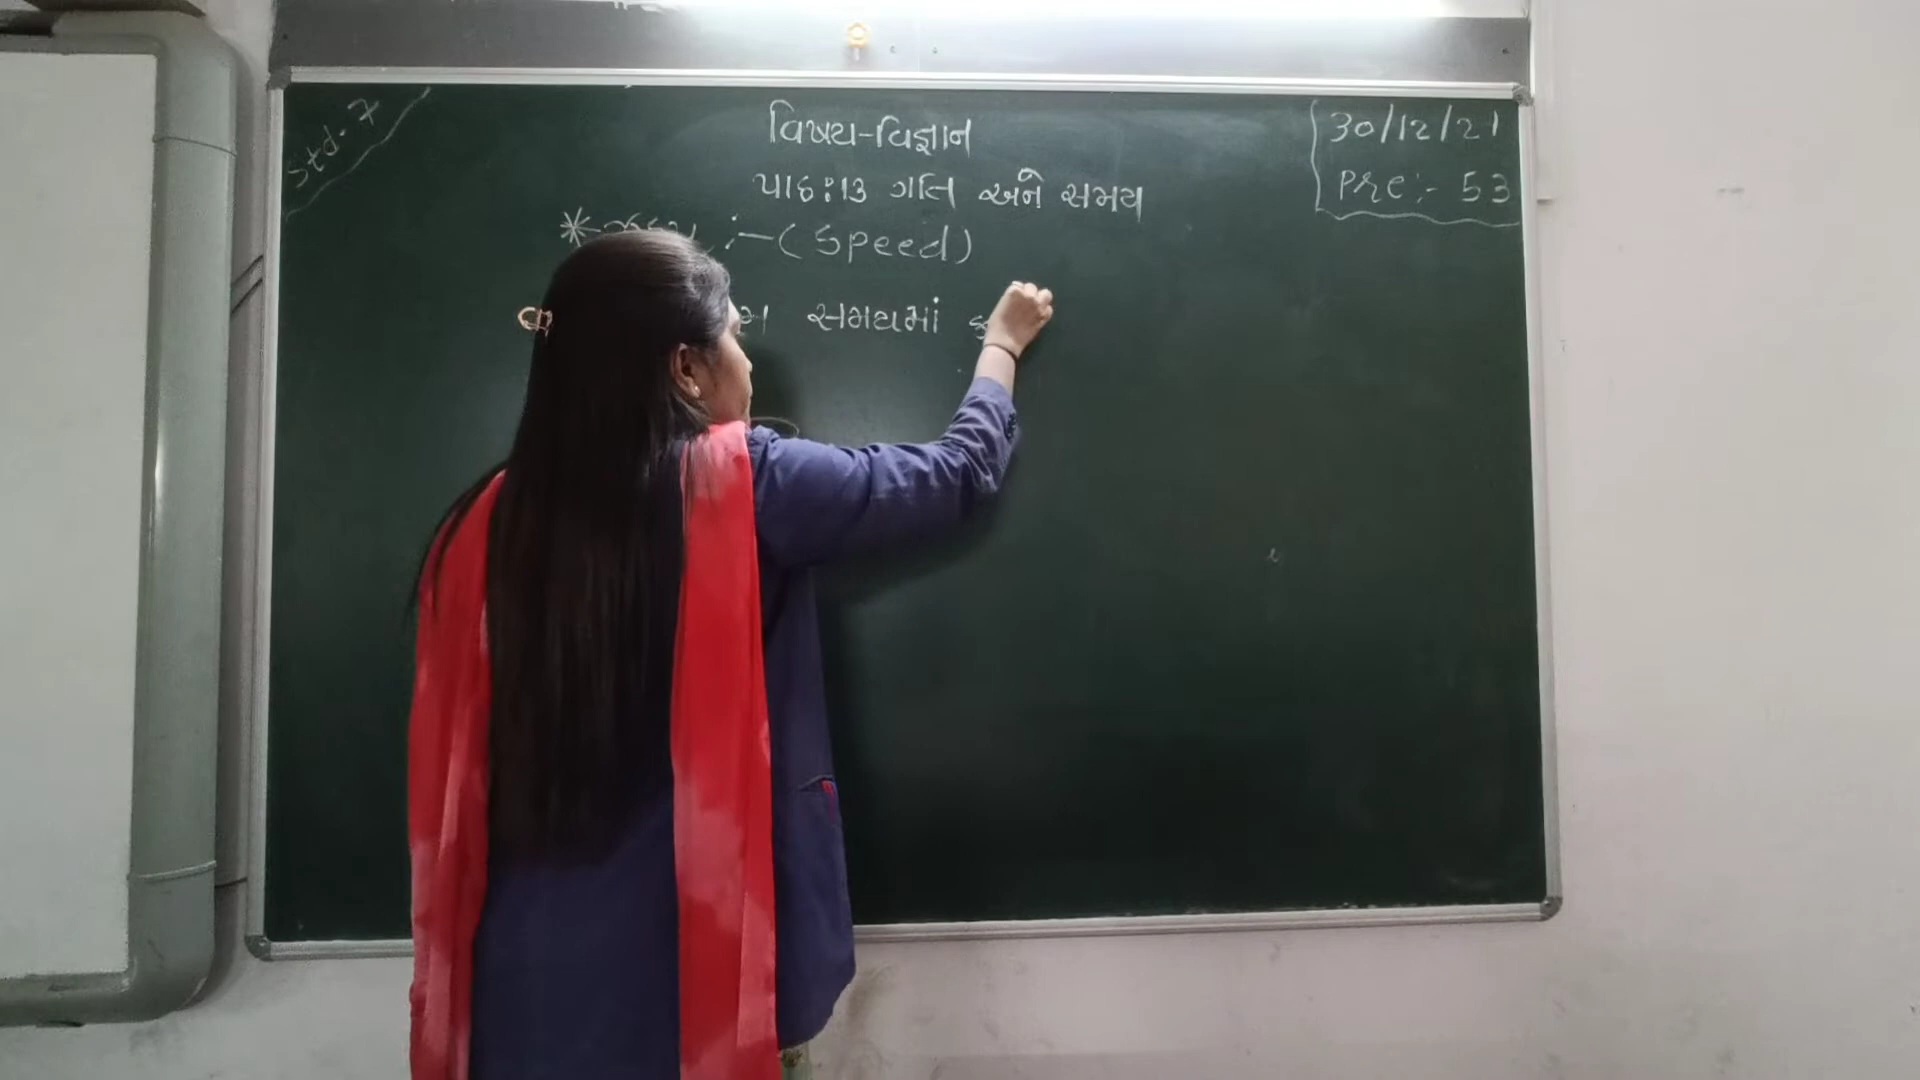 Std-7
વિષય-વિજ્ઞાન
30/12/21
Pre:- 53
પાઠ:13 ગતિ અને સમય
* :-(Speed)
સમયમાં